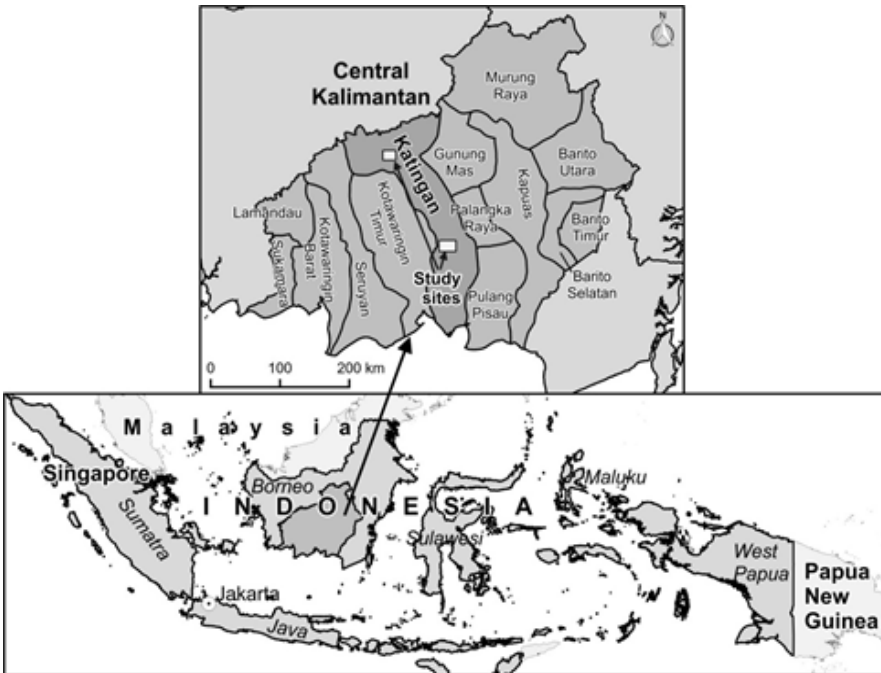 N
Central
Kalimantan
Murung
Raya
Gunung
Mas
Barito
Utara
Katingan
Kapuas
Lamandau
Kotawaringin
Timur
Palangka
Raya
Barito
Timur
Sukamara
Kotawaringin
Barat
Seruyan
Study
sites
Pulang
Pisau
Barito
Selatan
0 100 200 km
Malaysia
Singapore
Borneo
Maluku
INDONESIA
Sumatra
Sulawesi
West
Papua
Papua
New
Guinea
Jakarta
Java